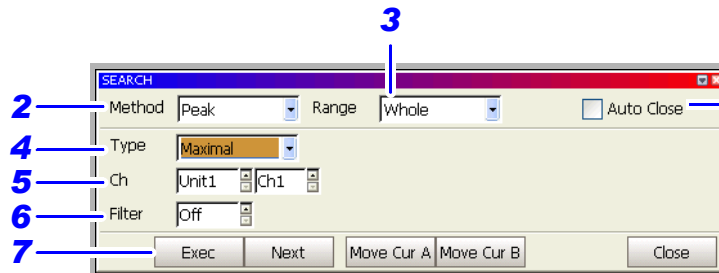 3
SEARCH
2 Method Peak Range Whole Auto Close
4 Type Maximal
5 Ch Unit1 Ch1
6 Filter Off
7 Exec Next Move Cur A Move Cur B Close